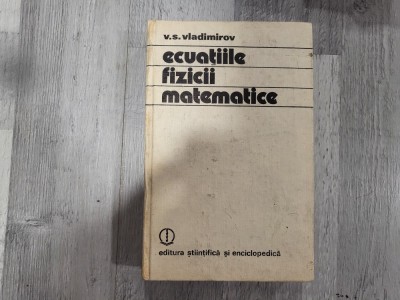 v.s.vladimirov
ecuațiile
fizicii
matematice
editura științifică și enciclopedică